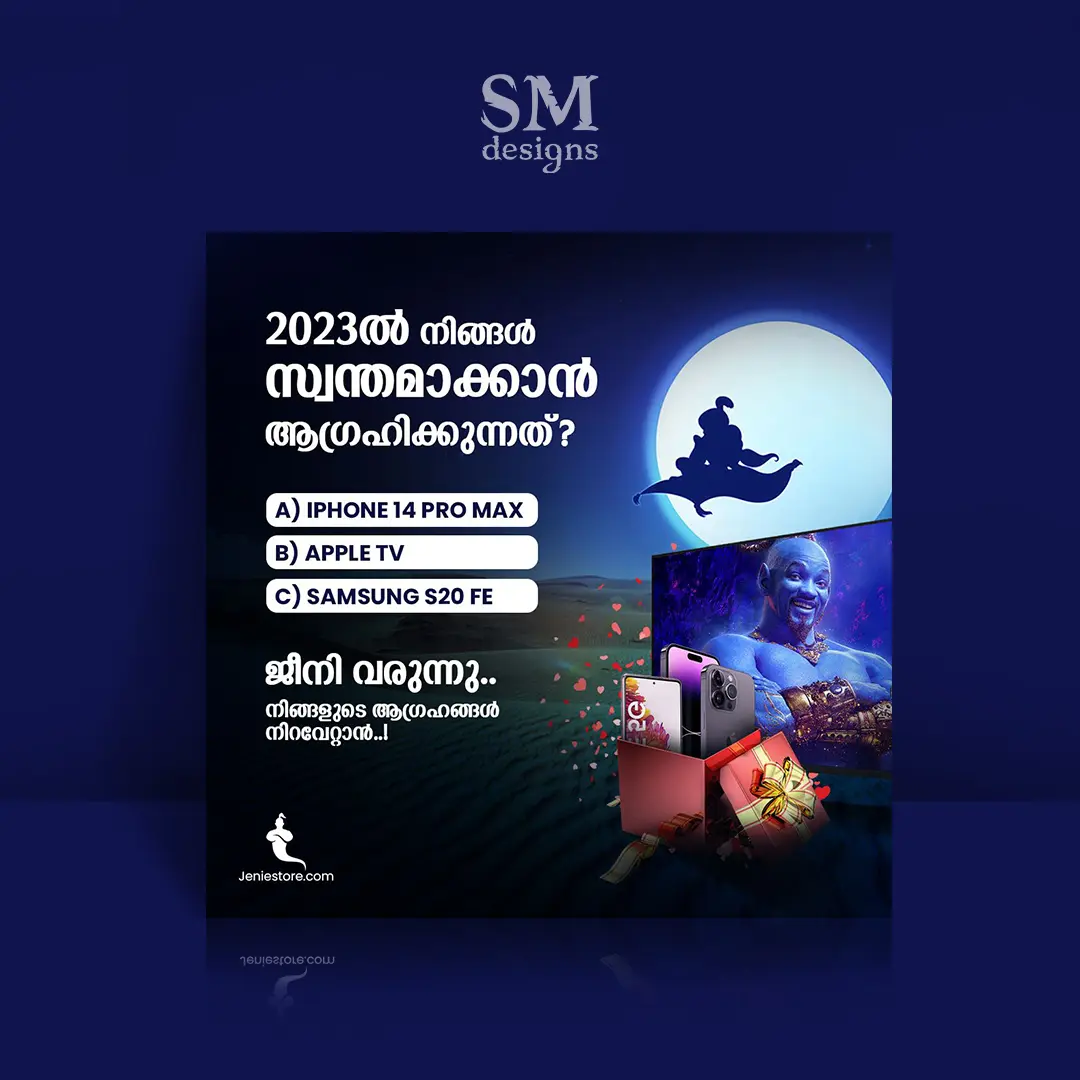 SM
designs
2023ൽ നിങ്ങൾ
സ്വന്തമാക്കാൻ
ആഗ്രഹിക്കുന്നത്?
A) IPHONE 14 PRO MAX
B) APPLE TV
C) SAMSUNG S20 FE
ജീനി വരുന്നു..
നിങ്ങളുടെ ആഗ്രഹങ്ങൾ
നിറവേറ്റാൻ..!
Jeniestore.com